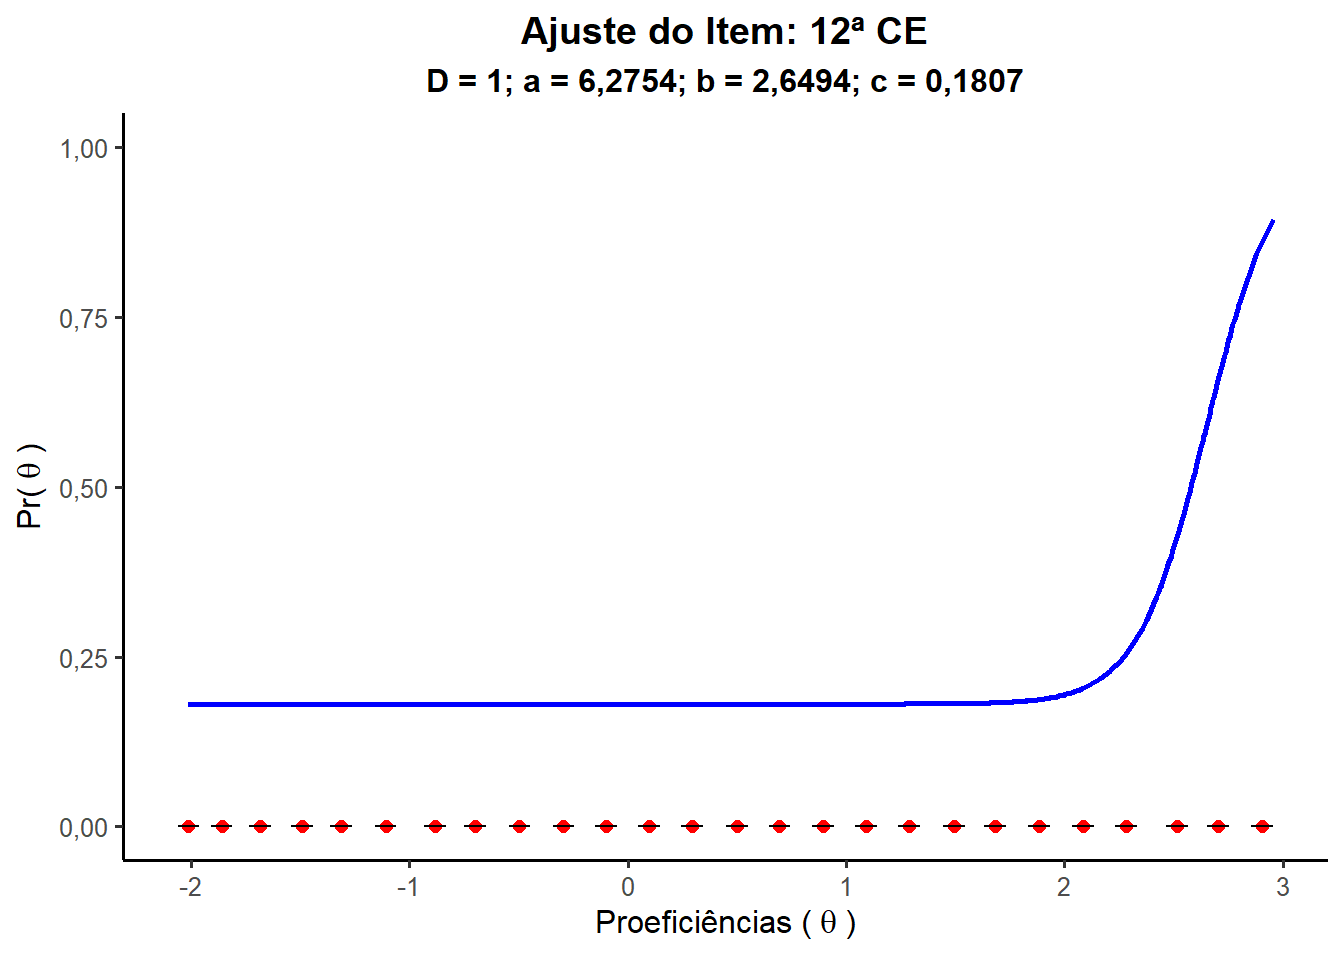 Ajuste do Item: 12ª CE
D = 1; a = 6,2754; b = 2,6494; c = 0,1807
1,00
0,75
0,50
0,25
0,00
Pr( θ )
-2 -1 0 1 2 3
Proeficiências ( θ )